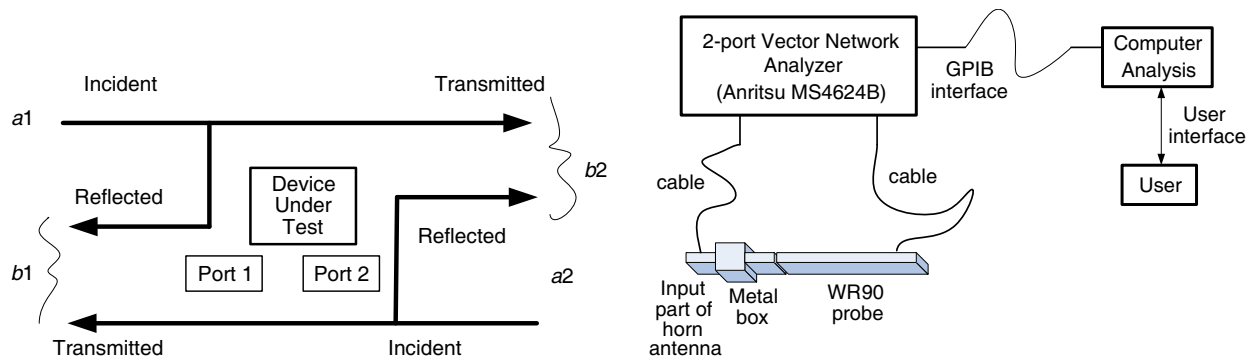 Incident
Transmitted
a1
Reflected
b2
Device
Under
Test
Reflected
b1
Port 1
Port 2
a2
Transmitted
Incident
2-port Vector Network
Analyzer
(Anritsu MS4624B)
GPIB
interface
Computer
Analysis
User
interface
User
cable
cable
Input
part of
horn
antenna
Metal
box
WR90
probe